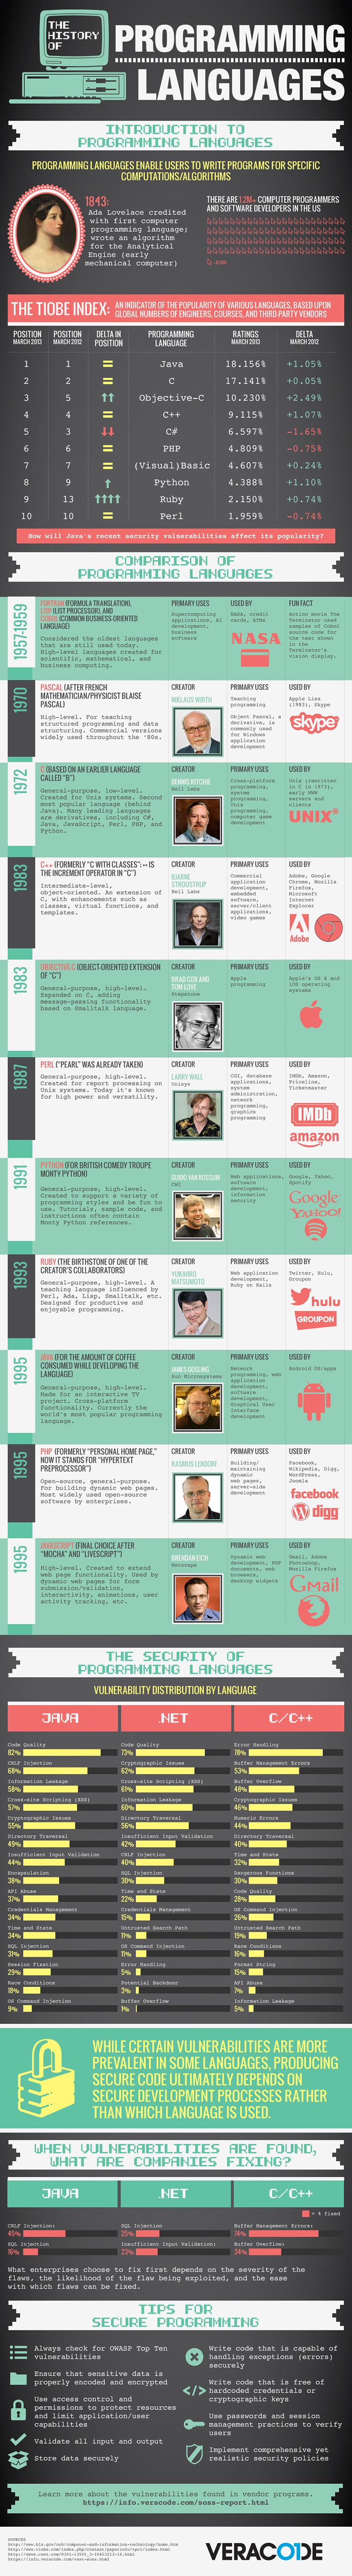 THE
HISTORY
OF
PROGRAMMING
LANGUAGES
INTRODUCTION TO
PROGRAMMING LANGUAGES
PROGRAMMING LANGUAGES ENABLE USERS TO WRITE PROGRAMS FOR SPECIFIC
COMPUTATIONS/ALGORITHMS
1843:
Ada Lovelace credited
with first computer
programming language;
wrote an algorithm
for the Analytical
Engine (early
mechanical computer)
THERE ARE 1.2M+ COMPUTER PROGRAMMERS
AND SOFTWARE DEVELOPERS IN THE US
THE TIOBE INDEX: AN INDICATOR OF THE POPULARITY OF VARIOUS LANGUAGES, BASED UPON
GLOBAL NUMBERS OF ENGINEERS, COURSES, AND THIRD-PARTY VENDORS
POSITION MARCH 2013 POSITION MARCH 2012 DELTA IN POSITION PROGRAMMING LANGUAGE RATINGS MARCH 2013 DELTA MARCH 2012
1 1 = Java 18.156% +1.05%
2 2 = C 17.141% +0.05%
3 5 ↑↑ Objective-C 10.230% +2.49%
4 4 = C++ 9.115% +1.07%
5 3 ↓↓ C# 6.597% -1.65%
6 6 = PHP 4.809% -0.75%
7 7 = (Visual)Basic 4.607% +0.24%
8 9 ↑ Python 4.388% +1.10%
9 13 ↑↑↑↑ Ruby 2.150% +0.74%
10 10 = Perl 1.959% -0.74%
How will Java's recent security vulnerabilities affect its popularity?
COMPARISON OF
PROGRAMMING LANGUAGES
1957-1959
FORTRAN (FORMULA TRANSLATION),
LISP (LIST PROCESSOR), AND
COBOL (COMMON BUSINESS-ORIENTED
LANGUAGE)
Considered the oldest languages
that are still used today.
High-level languages created for
scientific, mathematical, and
business computing.
PRIMARY USES
Supercomputing
applications, AI
development,
business
software
USED BY
NASA, credit
cards, ATMs
NASA
FUN FACT
Action movie The
Terminator used
samples of Cobol
source code for
the text shown
in the
Terminator's
vision display.
1970
PASCAL (AFTER FRENCH
MATHEMATICIAN/PHYSICIST BLAISE
PASCAL)
High-level. For teaching
structured programming and data
structuring. Commercial versions
widely used throughout the '80s.
CREATOR
NIKLAUS WIRTH
PRIMARY USES
Teaching
programming
Object Pascal, a
derivative, is
commonly used
for Windows
application
development
USED BY
Apple Lisa
(1983), Skype
skype
1972
C (BASED ON AN EARLIER LANGUAGE
CALLED "B")
General-purpose, low-level.
Created for Unix systems. Second
most popular language (behind
Java). Many leading languages
are derivatives, including C#,
Java, JavaScript, Perl, PHP, and
Python.
CREATOR
DENNIS RITCHIE
Bell Labs
PRIMARY USES
Cross-platform
programming,
system
programming,
Unix
programming,
computer game
development
USED BY
Unix (rewritten
in C in 1973),
early WWW
servers and
clients
UNIX
1983
C++ (FORMERLY "C WITH CLASSES"; ++ IS
THE INCREMENT OPERATOR IN "C")
Intermediate-level,
object-oriented. An extension of
C, with enhancements such as
classes, virtual functions, and
templates.
CREATOR
BJARNE
STROUSTRUP
Bell Labs
PRIMARY USES
Commercial
application
development,
embedded
software,
server/client
applications,
video games
USED BY
Adobe, Google
Chrome, Mozilla
Firefox,
Microsoft
Internet
Explorer
Adobe
1983
OBJECTIVE-C (OBJECT-ORIENTED EXTENSION
OF "C")
General-purpose, high-level.
Expanded on C, adding
message-passing functionality
based on Smalltalk language.
CREATOR
BRAD COX AND
TOM LOVE
Stepstone
PRIMARY USES
Apple
programming
USED BY
Apple's OS X and
iOS operating
systems
1987
PERL ("PEARL" WAS ALREADY TAKEN)
General-purpose, high-level.
Created for report processing on
Unix systems. Today it's known
for high power and versatility.
CREATOR
LARRY WALL
Unisys
PRIMARY USES
CGI, database
applications,
system
administration,
network
programming,
graphics
programming
USED BY
IMDb, Amazon,
Priceline,
Ticketmaster
IMDb
amazon
1991
PYTHON (FOR BRITISH COMEDY TROUPE
MONTY PYTHON)
General-purpose, high-level.
Created to support a variety of
programming styles and be fun to
use. Tutorials, sample code, and
instructions often contain
Monty Python references.
CREATOR
GUIDO VAN ROSSUM
CWI
PRIMARY USES
Web applications,
software
development,
information
security
USED BY
Google, Yahoo,
Spotify
Google
YAHOO!
1993
RUBY (THE BIRTHSTONE OF ONE OF THE
CREATOR'S COLLABORATORS)
General-purpose, high-level. A
teaching language influenced by
Perl, Ada, Lisp, Smalltalk, etc.
Designed for productive and
enjoyable programming.
CREATOR
YUKIHIRO
MATSUMOTO
PRIMARY USES
Web application
development,
Ruby on Rails
USED BY
Twitter, Hulu,
Groupon
hulu
GROUPON
1995
JAVA (FOR THE AMOUNT OF COFFEE
CONSUMED WHILE DEVELOPING THE
LANGUAGE)
General-purpose, high-level.
Made for an interactive TV
project. Cross-platform
functionality. Currently the
world's most popular programming
language.
CREATOR
JAMES GOSLING
Sun Microsystems
PRIMARY USES
Network
programming, web
application
development,
software
development,
Graphical User
Interface
development
USED BY
Android OS/apps
1995
PHP (FORMERLY "PERSONAL HOME PAGE,"
NOW IT STANDS FOR "HYPERTEXT
PREPROCESSOR")
Open-source, general-purpose.
For building dynamic web pages.
Most widely used open-source
software by enterprises.
CREATOR
RASMUS LERDORF
PRIMARY USES
Building/
maintaining
dynamic
web pages,
server-side
development
USED BY
Facebook,
Wikipedia, Digg,
WordPress,
Joomla
facebook
digg
1995
JAVASCRIPT (FINAL CHOICE AFTER
"MOCHA" AND "LIVESCRIPT")
High-level. Created to extend
web page functionality. Used by
dynamic web pages for form
submission/validation,
interactivity, animations, user
activity tracking, etc.
CREATOR
BRENDAN EICH
Netscape
PRIMARY USES
Dynamic web
development, PDF
documents, web
browsers,
desktop widgets
USED BY
Gmail, Adobe
Photoshop,
Mozilla Firefox
Gmail
THE SECURITY OF
PROGRAMMING LANGUAGES
VULNERABILITY DISTRIBUTION BY LANGUAGE
JAVA
Code Quality
82%
CRLF Injection
68%
Information Leakage
58%
Cross-site Scripting (XSS)
57%
Cryptographic Issues
55%
Directory Traversal
49%
Insufficient Input Validation
44%
Encapsulation
38%
API Abuse
37%
Credentials Management
34%
Time and State
34%
SQL Injection
31%
Session Fixation
29%
Race Conditions
18%
OS Command Injection
9%
.NET
Code Quality
73%
Cryptographic Issues
62%
Cross-site Scripting (XSS)
61%
Information Leakage
60%
Directory Traversal
56%
Insufficient Input Validation
42%
CRLF Injection
40%
SQL Injection
30%
Time and State
22%
Credentials Management
15%
Untrusted Search Path
11%
OS Command Injection
11%
Error Handling
5%
Potential Backdoor
3%
Buffer Overflow
1%
C/C++
Error Handling
78%
Buffer Management Errors
53%
Buffer Overflow
48%
Cryptographic Issues
46%
Numeric Errors
44%
Directory Traversal
40%
Time and State
32%
Dangerous Functions
30%
Code Quality
28%
OS Command Injection
26%
Untrusted Search Path
19%
Race Conditions
16%
Format String
15%
API Abuse
7%
Information Leakage
5%
WHILE CERTAIN VULNERABILITIES ARE MORE
PREVALENT IN SOME LANGUAGES, PRODUCING
SECURE CODE ULTIMATELY DEPENDS ON
SECURE DEVELOPMENT PROCESSES RATHER
THAN WHICH LANGUAGE IS USED.
WHEN VULNERABILITIES ARE FOUND,
WHAT ARE COMPANIES FIXING?
JAVA .NET C/C++
= % fixed
CRLF Injection:
45%
SQL Injection
16%
SQL Injection
25%
Insufficient Input Validation:
23%
Buffer Management Errors:
74%
Buffer Overflow:
34%
What enterprises choose to fix first depends on the severity of the
flaws, the likelihood of the flaw being exploited, and the ease
with which flaws can be fixed.
TIPS FOR
SECURE PROGRAMMING
Always check for OWASP Top Ten
vulnerabilities
Ensure that sensitive data is
properly encoded and encrypted
Use access control and
permissions to protect resources
and limit application/user
capabilities
Validate all input and output
Store data securely
Write code that is capable of
handling exceptions (errors)
securely
Write code that is free of
hardcoded credentials or
cryptographic keys
Use passwords and session
management practices to verify
users
Implement comprehensive yet
realistic security policies
Learn more about the vulnerabilities found in vendor programs.
https://info.veracode.com/soss-report.html
SOURCES
VERACODE